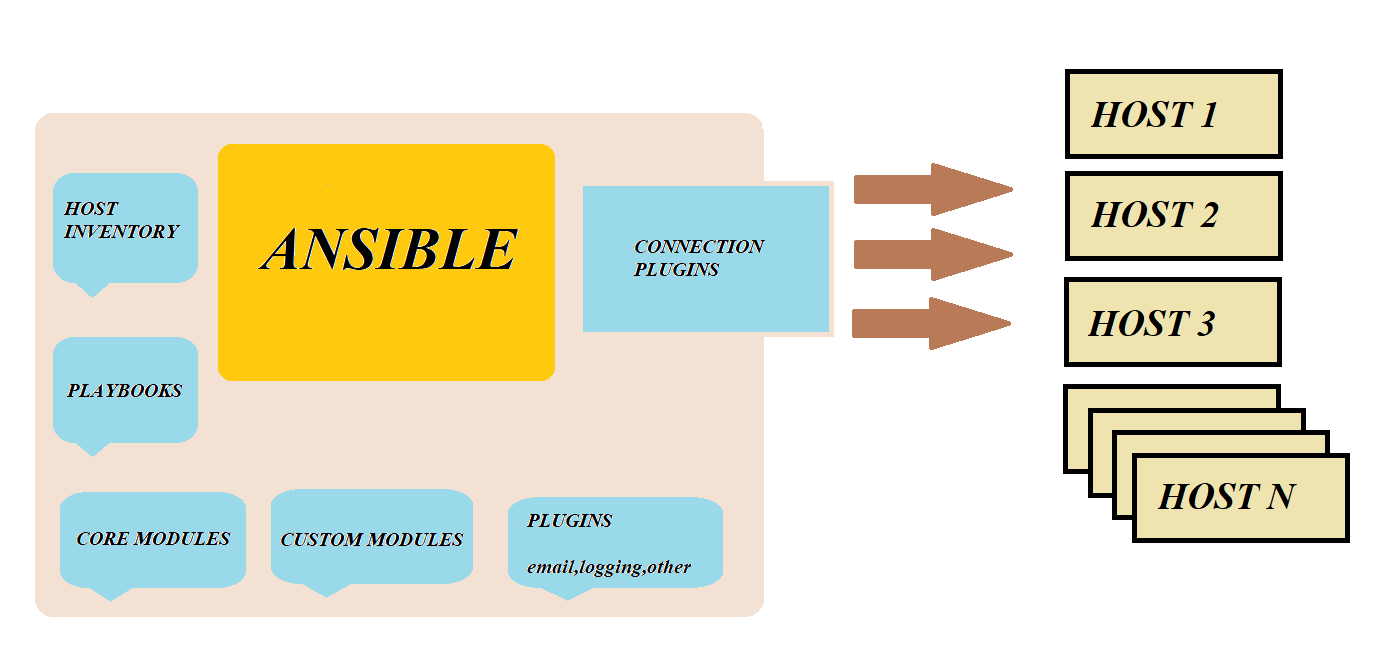 HOST
INVENTORY
ANSIBLE
CONNECTION
PLUGINS
PLAYBOOKS
CORE MODULES
CUSTOM MODULES
PLUGINS
email,logging,other
HOST 1
HOST 2
HOST 3
HOST N